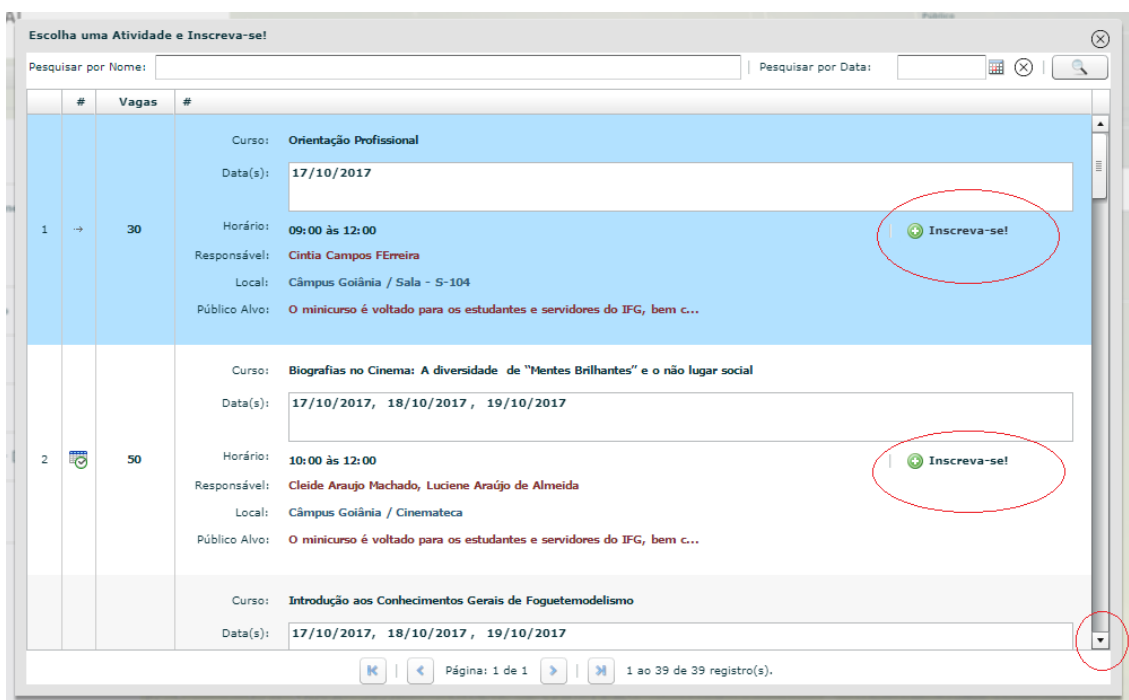 Público
Escolha uma Atividade e Inscreva-se!
Pesquisar por Nome: | Pesquisar por Data: |
# Vagas #
Curso: Orientação Profissional
Data(s): 17/10/2017
1 30 Horário: 09:00 às 12:00 | Inscreva-se!
Responsável: Cintia Campos FErreira
Local: Câmpus Goiânia / Sala - S-104
Público Alvo: O minicurso é voltado para os estudantes e servidores do IFG, bem c...
Curso: Biografias no Cinema: A diversidade de "Mentes Brilhantes" e o não lugar social
Data(s): 17/10/2017, 18/10/2017, 19/10/2017
2 50 Horário: 10:00 às 12:00 | Inscreva-se!
Responsável: Cleide Araujo Machado, Luciene Araújo de Almeida
Local: Câmpus Goiânia / Cinemateca
Público Alvo: O minicurso é voltado para os estudantes e servidores do IFG, bem c...
Curso: Introdução aos Conhecimentos Gerais de Foguetemodelismo
Data(s): 17/10/2017, 18/10/2017, 19/10/2017
| Página: 1 de 1 | 1 ao 39 de 39 registro(s).